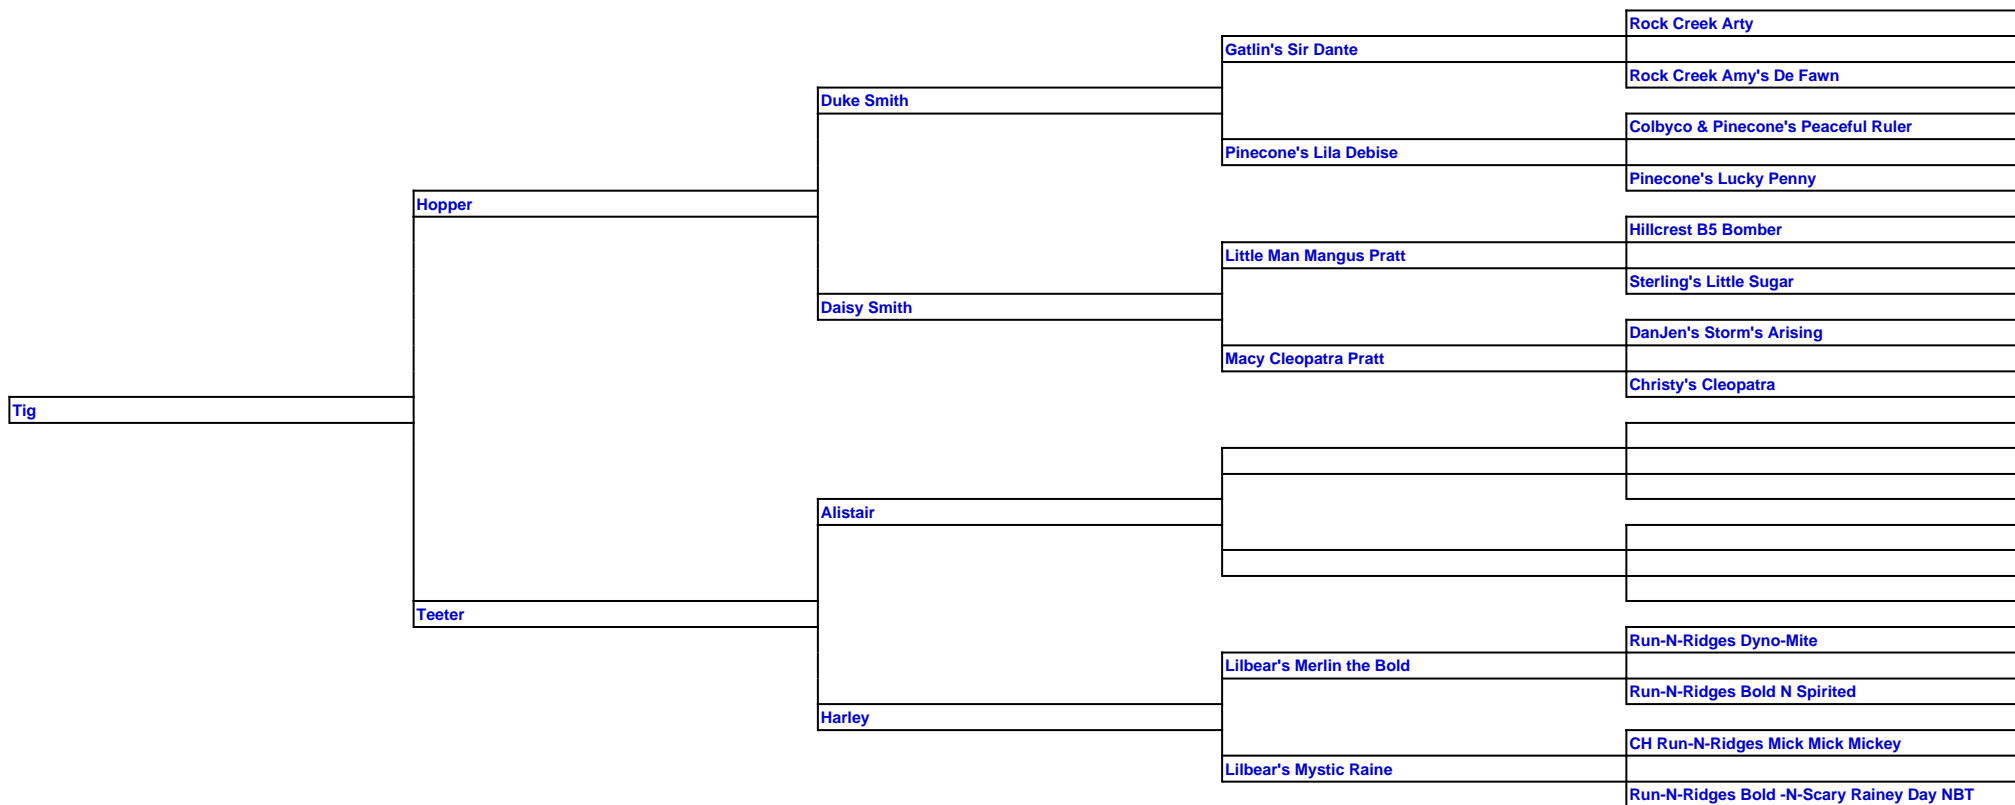 Rock Creek Arty
Gatlin's Sir Dante
Rock Creek Amy's De Fawn
Duke Smith
Colbyco & Pinecone's Peaceful Ruler
Pinecone's Lila Debise
Pinecone's Lucky Penny
Hopper
Hillcrest B5 Bomber
Little Man Mangus Pratt
Sterling's Little Sugar
Daisy Smith
DanJen's Storm's Arising
Macy Cleopatra Pratt
Christy's Cleopatra
Tig
Alistair
Teeter
Run-N-Ridges Dyno-Mite
Lilbear's Merlin the Bold
Run-N-Ridges Bold N Spirited
Harley
CH Run-N-Ridges Mick Mick Mickey
Lilbear's Mystic Raine
Run-N-Ridges Bold -N-Scary Rainey Day NBT